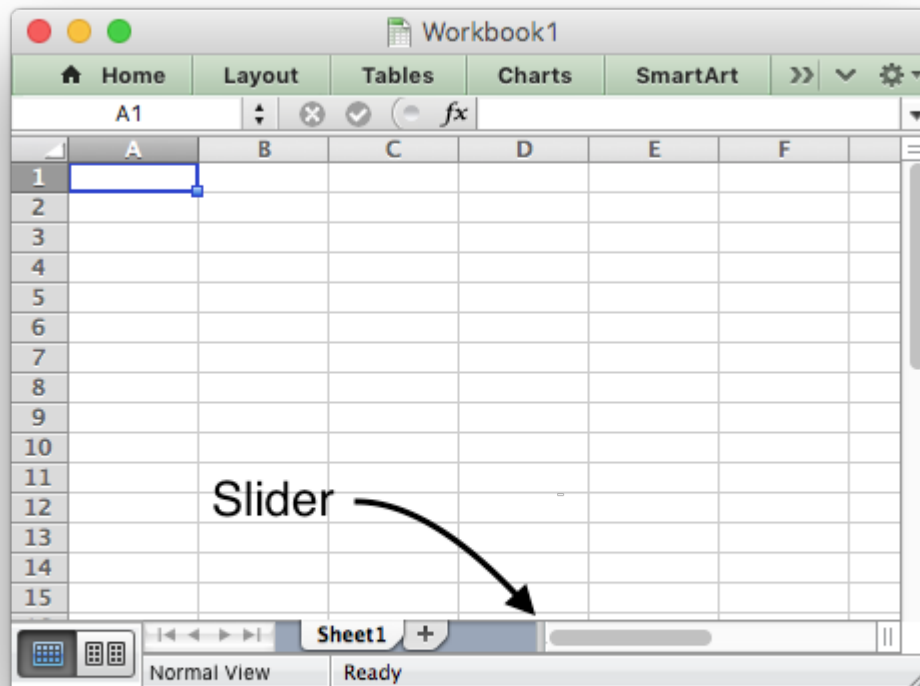 Workbook1
Home Layout Tables Charts SmartArt
A1 fx
A B C D E F
1
2
3
4
5
6
7
8
9
10
11
Slider
12
13
14
15
Sheet1 +
Normal View Ready